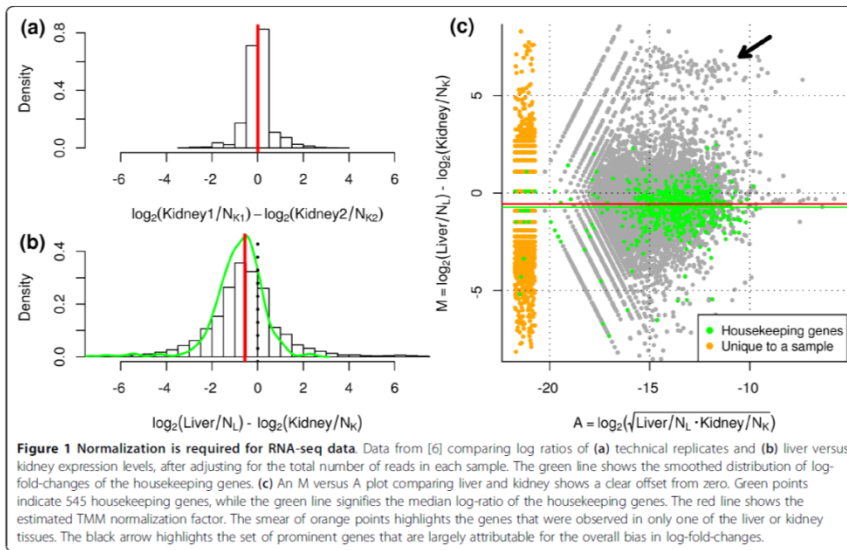 (a)
Density
0.8
0.4
0.0
-6 -4 -2 0 2 4 6
log2(Kidney1/NK1) − log2(Kidney2/NK2)
(b)
Density
0.4
0.2
0.0
-6 -4 -2 0 2 4 6
log2(Liver/NL) - log2(Kidney/NK)
(c)
M = log2(Liver/NL) - log2(Kidney/NK)
5
0
-5
Housekeeping genes
Unique to a sample
-20 -15 -10
A = log2(√Liver/NL · Kidney/NK)
Figure 1 Normalization is required for RNA-seq data. Data from [6] comparing log ratios of (a) technical replicates and (b) liver versus
kidney expression levels, after adjusting for the total number of reads in each sample. The green line shows the smoothed distribution of log-
fold-changes of the housekeeping genes. (c) An M versus A plot comparing liver and kidney shows a clear offset from zero. Green points
indicate 545 housekeeping genes, while the green line signifies the median log-ratio of the housekeeping genes. The red line shows the
estimated TMM normalization factor. The smear of orange points highlights the genes that were observed in only one of the liver or kidney
tissues. The black arrow highlights the set of prominent genes that are largely attributable for the overall bias in log-fold-changes.